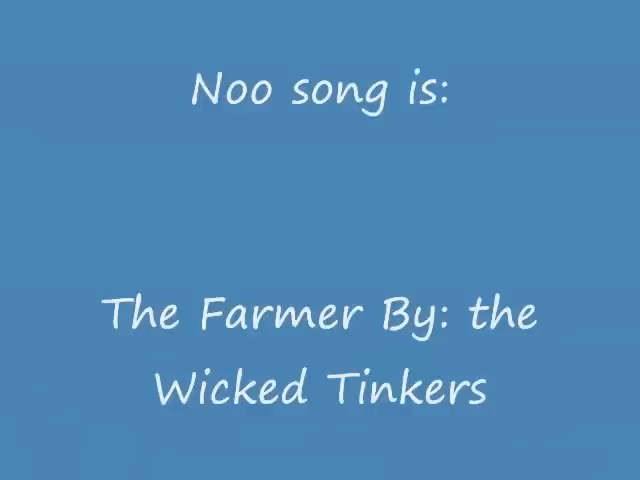 Noo song is:
The Farmer By: the
Wicked Tinkers